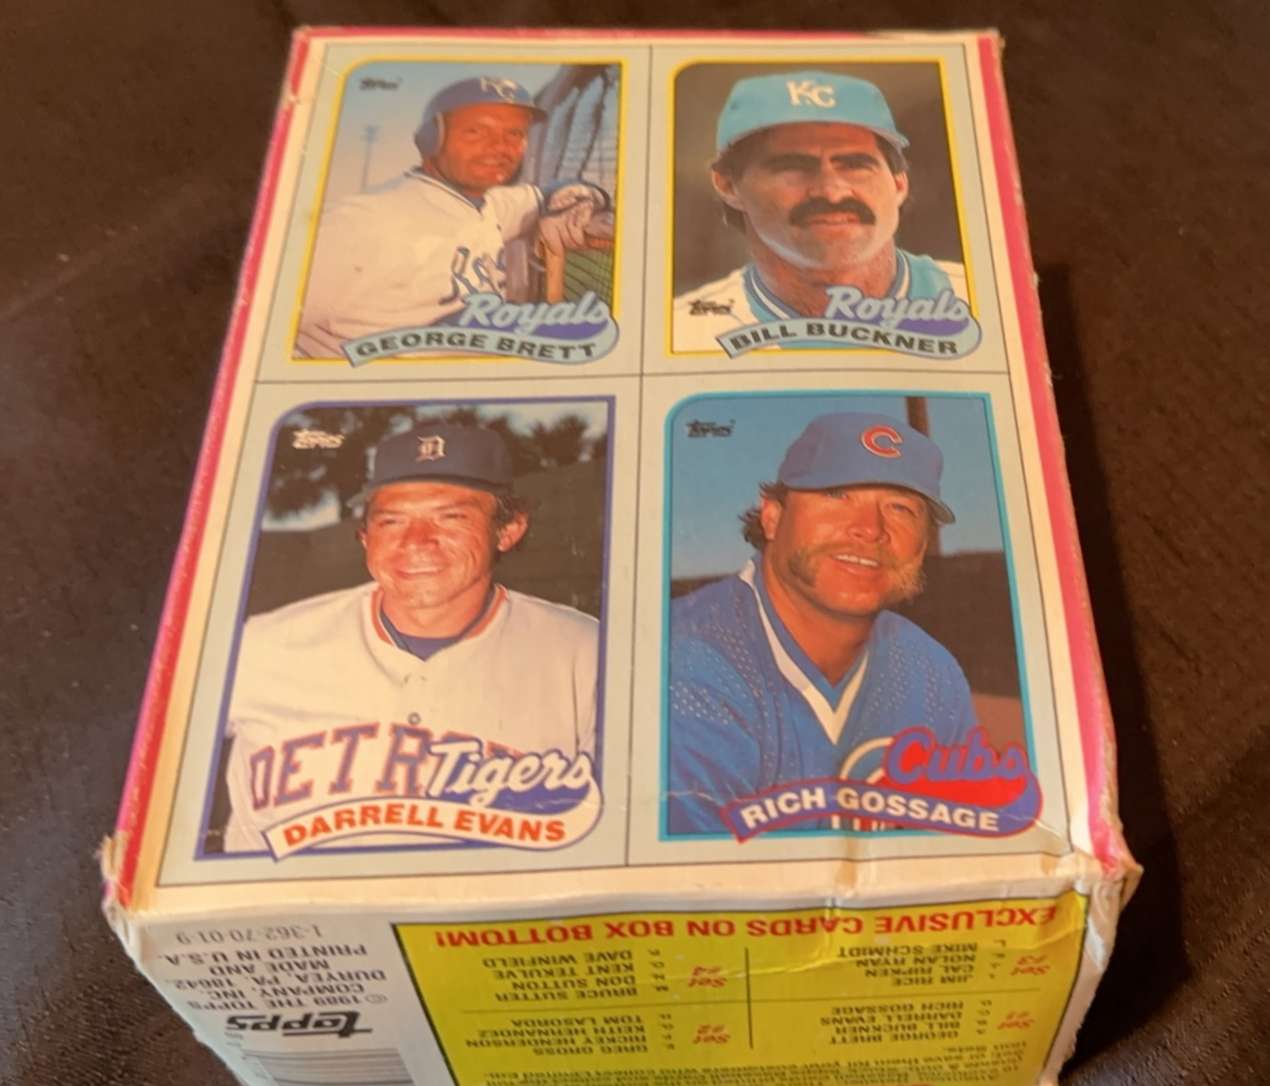 Topps
KC
Royals
GEORGE BRETT
KC
Topps
Royals
BILL BUCKNER
Topps
D
DETR
Tigers
DARRELL EVANS
Topps
C
Cubs
RICH GOSSAGE
EXCLUSIVE CARDS ON BOX BOTTOM!
Set #1
GEORGE BRETT
BILL BUCKNER
DARRELL EVANS
RICH GOSSAGE
Set #2
GREG GROSS
RICKEY HENDERSON
KEITH HERNANDEZ
TOM LASORDA
Set #3
JIM RICE
CAL RIPKEN
NOLAN RYAN
MIKE SCHMIDT
Set #4
BRUCE SUTTER
DON SUTTON
KENT TEKULVE
DAVE WINFIELD
Topps
© 1989 THE TOPPS
COMPANY, INC.
DURYEA, PA. 18642.
MADE AND
PRINTED IN U.S.A.
1-362-70-01-9